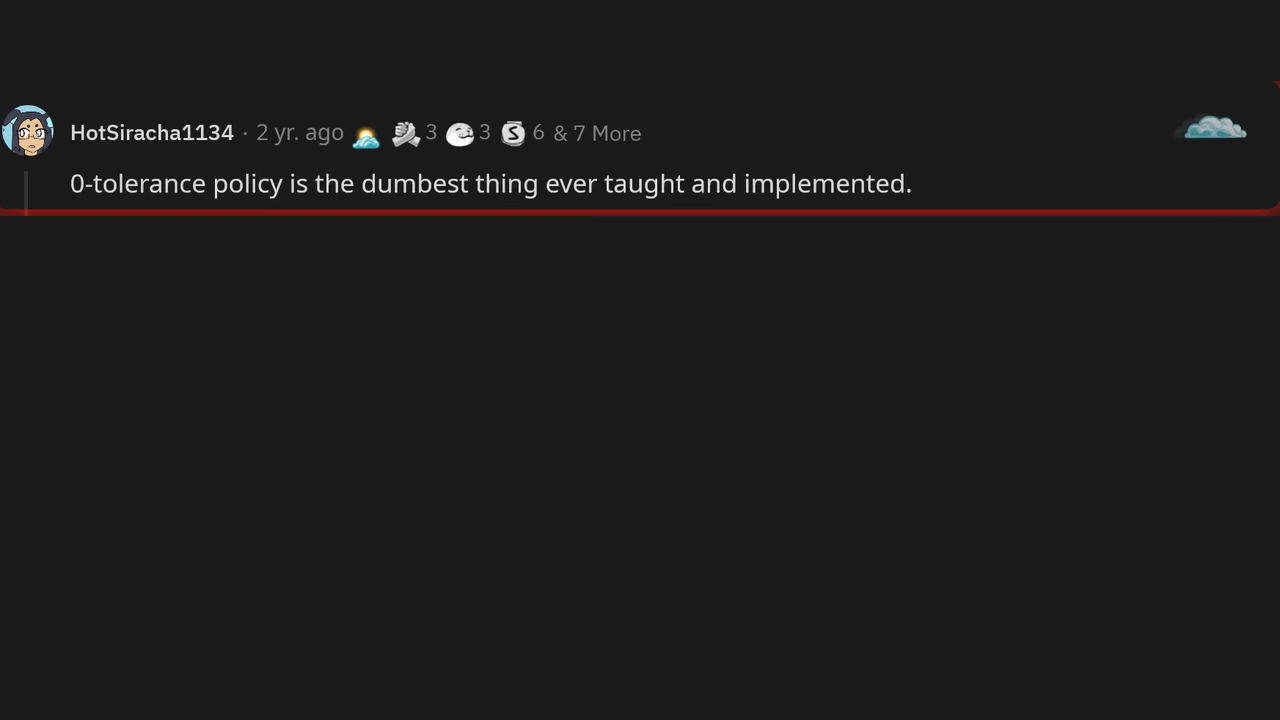 HotSiracha1134 · 2 yr. ago 3 3 S 6 & 7 More
0-tolerance policy is the dumbest thing ever taught and implemented.